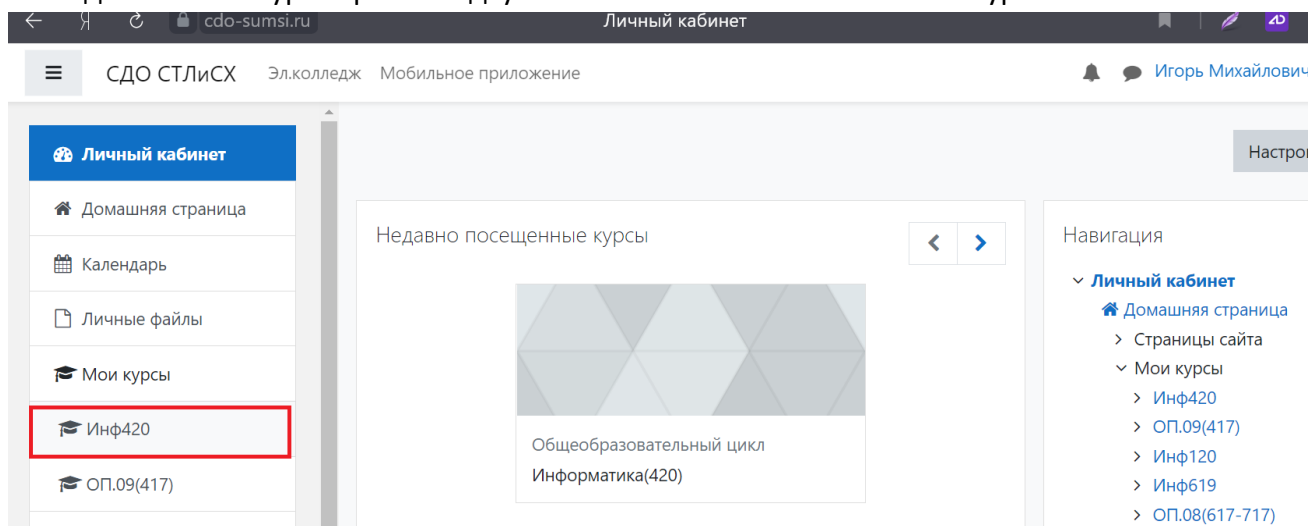 cdo-sumsi.ru Личный кабинет
СДО СТЛиСХ Эл.колледж Мобильное приложение Игорь Михайлович
Личный кабинет
Домашняя страница
Календарь
Личные файлы
Мои курсы
Инф420
ОП.09(417)
Недавно посещенные курсы
Общеобразовательный цикл
Информатика(420)
Настрой
Навигация
Личный кабинет
Домашняя страница
Страницы сайта
Мои курсы
Инф420
ОП.09(417)
Инф120
Инф619
ОП.08(617-717)